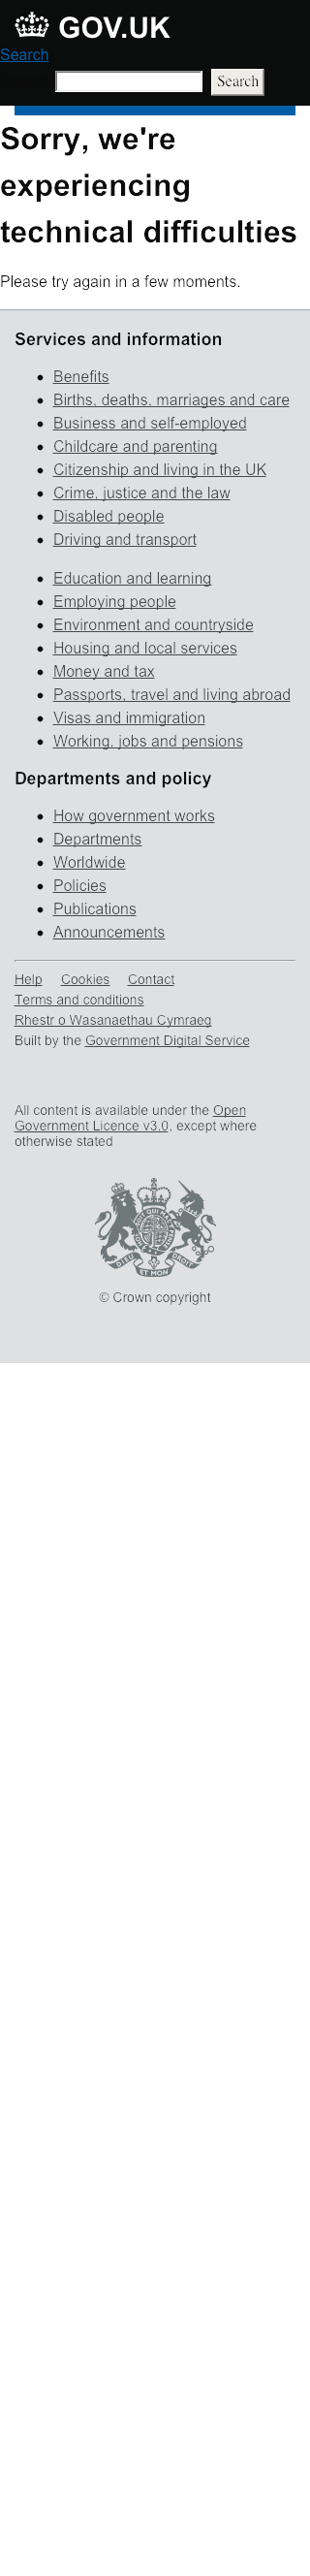 GOV.UK
Search
Search
Sorry, we're
experiencing
technical difficulties
Please try again in a few moments.
Services and information
Benefits
Births, deaths, marriages and care
Business and self-employed
Childcare and parenting
Citizenship and living in the UK
Crime, justice and the law
Disabled people
Driving and transport
Education and learning
Employing people
Environment and countryside
Housing and local services
Money and tax
Passports, travel and living abroad
Visas and immigration
Working, jobs and pensions
Departments and policy
How government works
Departments
Worldwide
Policies
Publications
Announcements
Help Cookies Contact
Terms and conditions
Rhestr o Wasanaethau Cymraeg
Built by the Government Digital Service
All content is available under the Open
Government Licence v3.0, except where
otherwise stated
DIEU ET MON DROIT
© Crown copyright